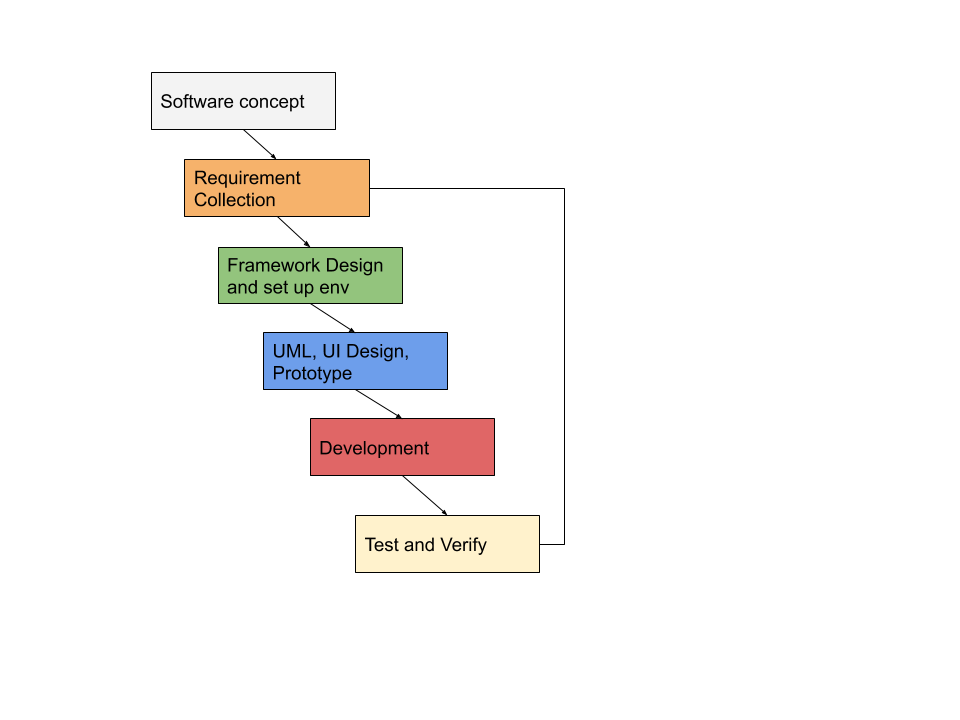 Software concept
Requirement
Collection
Framework Design
and set up env
UML, UI Design,
Prototype
Development
Test and Verify